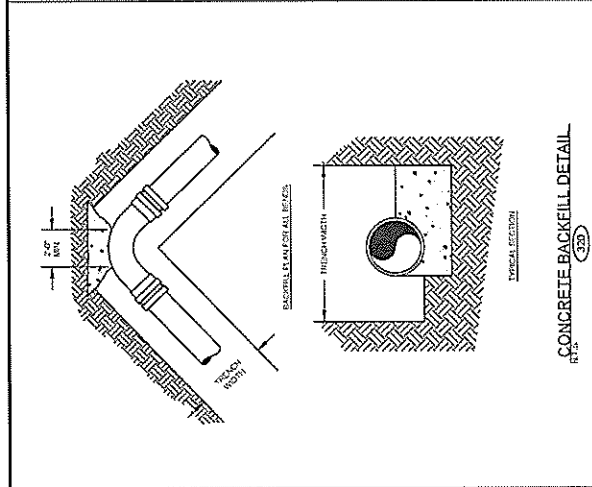 2'-0"
MIN.
TRENCH
WIDTH
BACKFILL PLAN FOR ALL BENDS
TRENCH WIDTH
TYPICAL SECTION
CONCRETE BACKFILL DETAIL
320